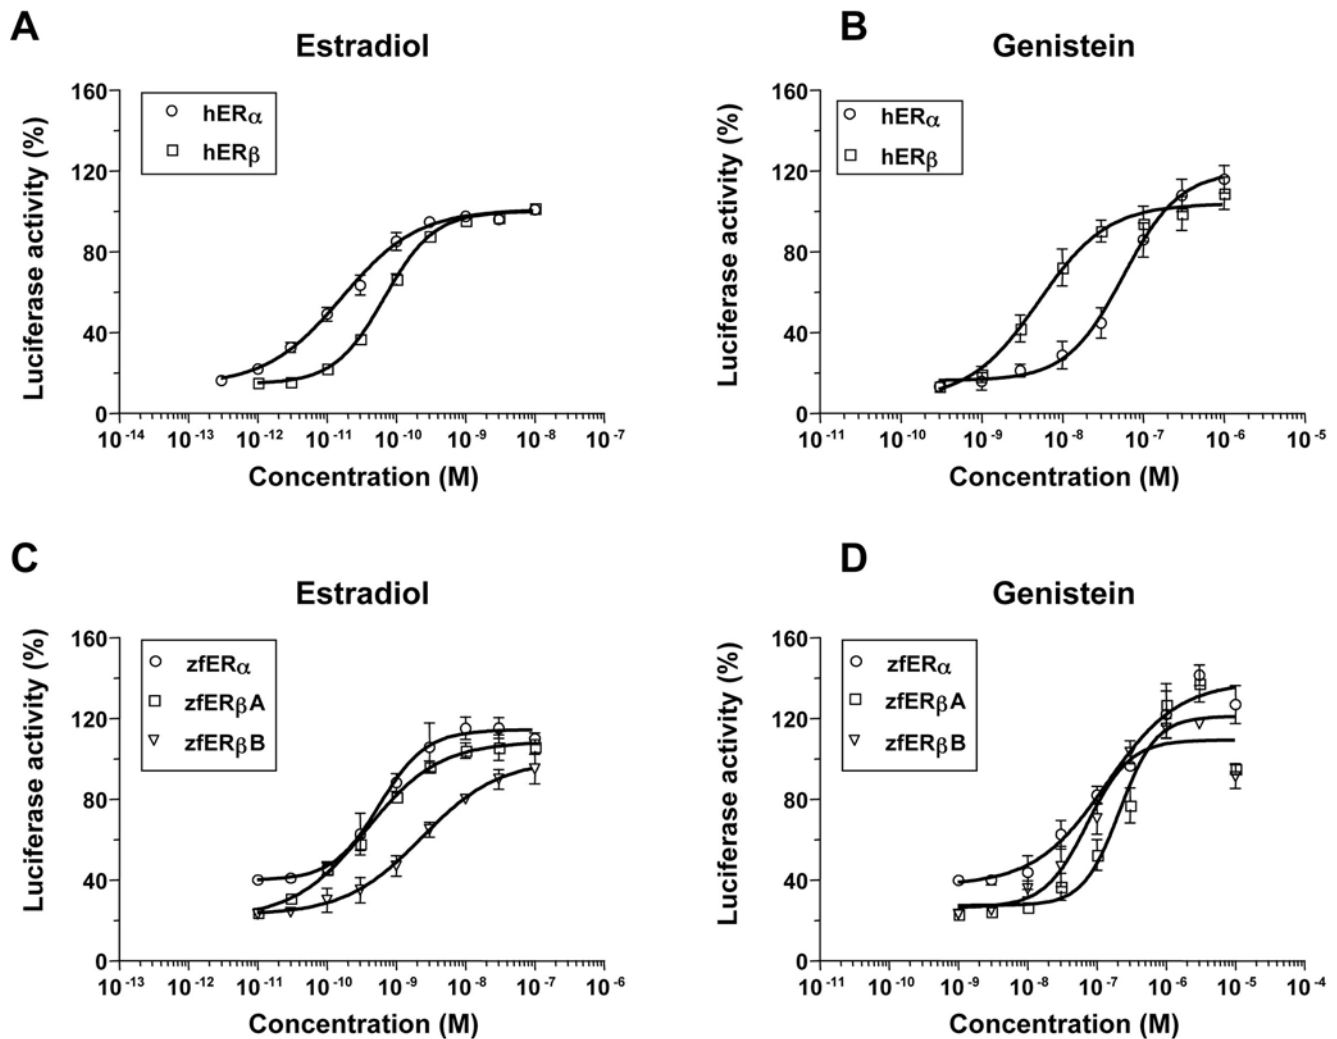 A
Estradiol
Luciferase activity (%)
160
120
80
40
0
hERα
hERβ
10-14 10-13 10-12 10-11 10-10 10-9 10-8 10-7
Concentration (M)
B
Genistein
Luciferase activity (%)
160
120
80
40
0
hERα
hERβ
10-11 10-10 10-9 10-8 10-7 10-6 10-5
Concentration (M)
C
Estradiol
Luciferase activity (%)
160
120
80
40
0
zfERα
zfERβA
zfERβB
10-13 10-12 10-11 10-10 10-9 10-8 10-7 10-6
Concentration (M)
D
Genistein
Luciferase activity (%)
160
120
80
40
0
zfERα
zfERβA
zfERβB
10-11 10-10 10-9 10-8 10-7 10-6 10-5 10-4
Concentration (M)